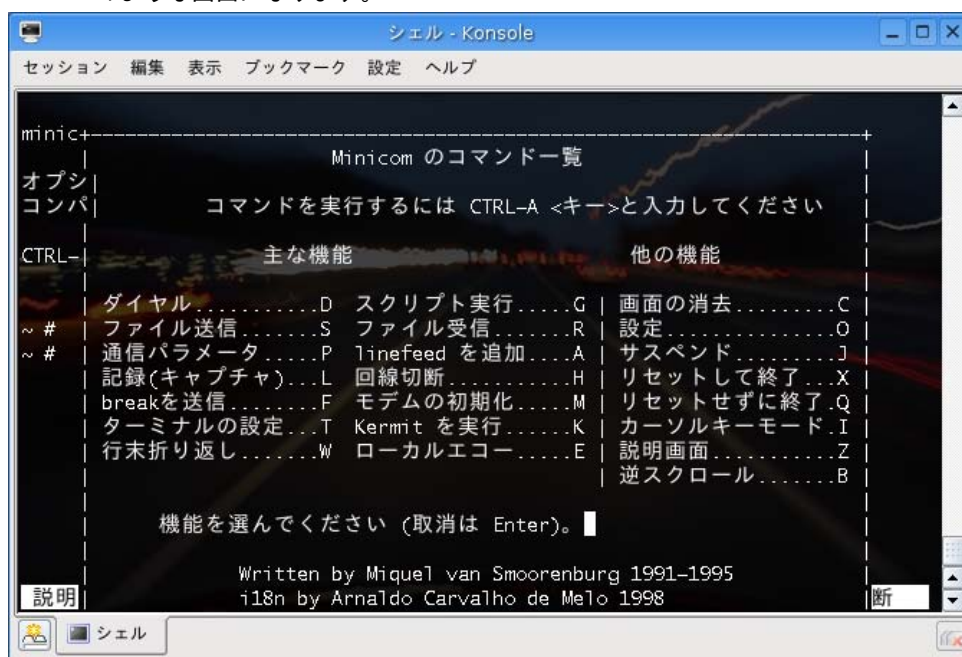 シェル - Konsole
セッション 編集 表示 ブックマーク 設定 ヘルプ
minic+----------------------------------------------------------------------+
Minicom のコマンド一覧
オプシ|
コンパ| コマンドを実行するには CTRL-A <キー>と入力してください
CTRL-| 主な機能 他の機能
ダイヤル...........D スクリプト実行.....G | 画面の消去.........C
~ # | ファイル送信.......S ファイル受信.......R | 設定...............O
~ # | 通信パラメータ.....P linefeed を追加....A | サスペンド.........J
記録(キャプチャ)...L 回線切断...........H | リセットして終了...X
breakを送信........F モデムの初期化.....M | リセットせずに終了.Q
ターミナルの設定...T Kermit を実行......K | カーソルキーモード.I
行末折り返し.......W ローカルエコー.....E | 説明画面...........Z
| 逆スクロール.......B
機能を選んでください (取消は Enter)。
Written by Miquel van Smoorenburg 1991-1995
説明| i18n by Arnaldo Carvalho de Melo 1998 |断
シェル